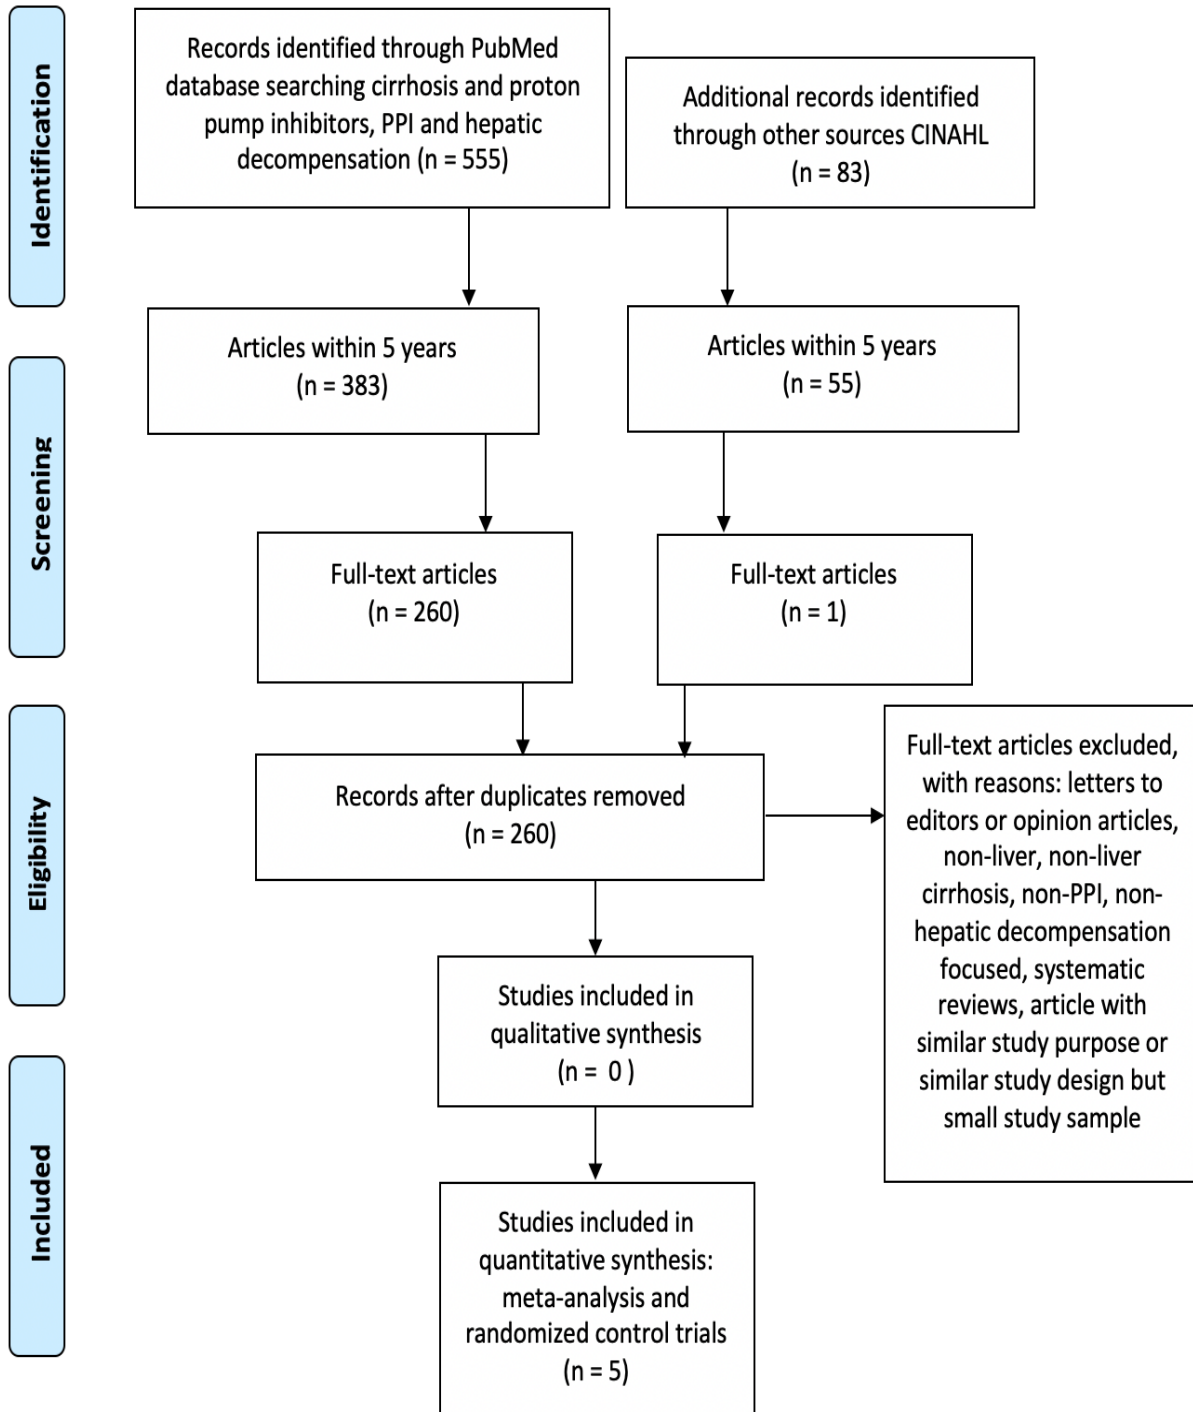 Identification
Records identified through PubMed
database searching cirrhosis and proton
pump inhibitors, PPI and hepatic
decompensation (n = 555)
Additional records identified
through other sources CINAHL
(n = 83)
Screening
Articles within 5 years
(n = 383)
Articles within 5 years
(n = 55)
Full-text articles
(n = 260)
Full-text articles
(n = 1)
Eligibility
Records after duplicates removed
(n = 260)
Full-text articles excluded,
with reasons: letters to
editors or opinion articles,
non-liver, non-liver
cirrhosis, non-PPI, non-
hepatic decompensation
focused, systematic
reviews, article with
similar study purpose or
similar study design but
small study sample
Studies included in
qualitative synthesis
(n =  0 )
Included
Studies included in
quantitative synthesis:
meta-analysis and
randomized control trials
(n = 5)